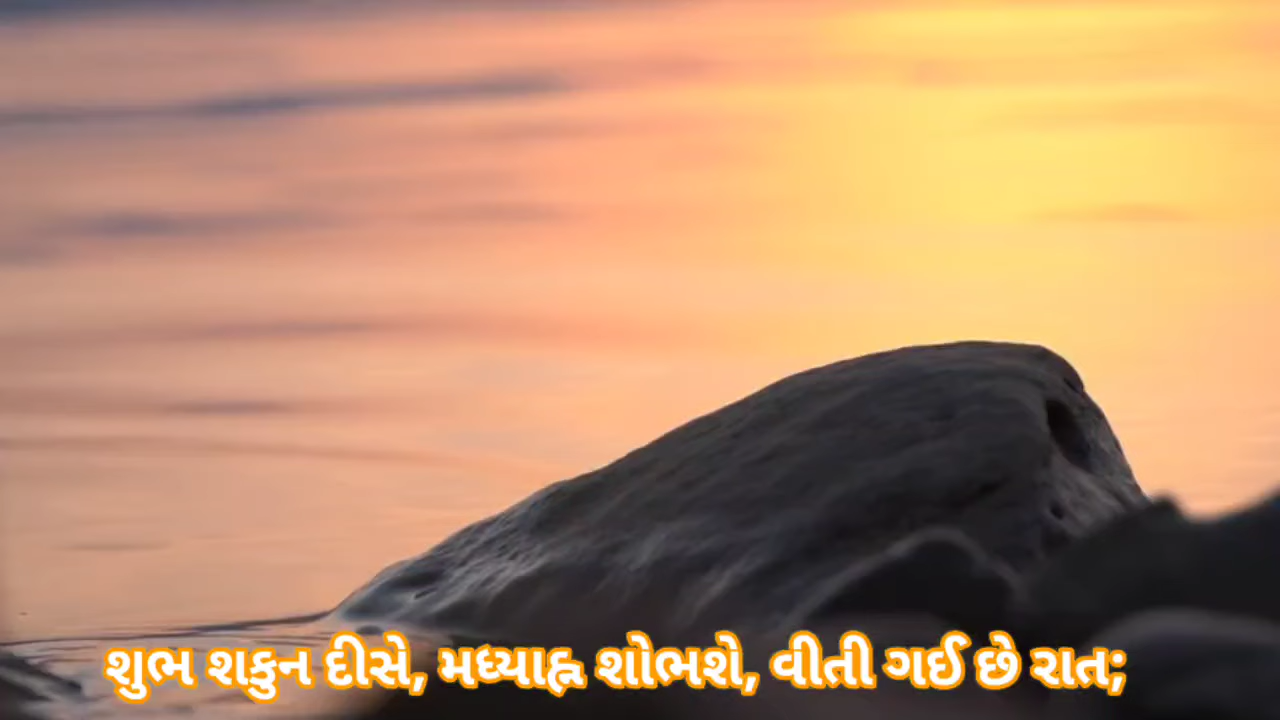 શુભ શકુન દીસે, મધ્યાહ્ન શોભશે, વીતી ગઈ છે રાત;